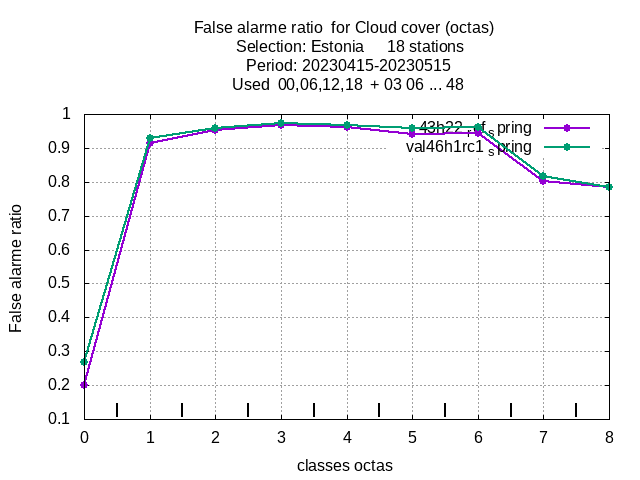 False alarme ratio for Cloud cover (octas)
Selection: Estonia 18 stations
Period: 20230415-20230515
Used 00,06,12,18 + 03 06 ... 48
1
0.9
0.8
0.7
0.6
0.5
0.4
0.3
0.2
0.1
False alarme ratio
pring
val46h1rc1
0 1 2 3 4 5 6 7 8
classes octas